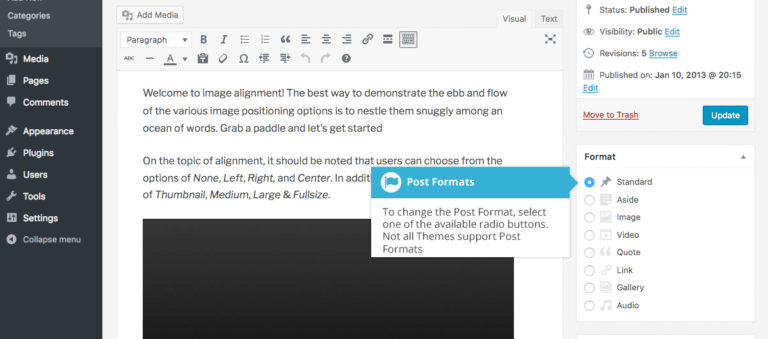 Categories
Tags
Media
Pages
Comments
Appearance
Plugins
Users
Tools
Settings
Collapse menu
Add Media
Visual
Text
Paragraph
B I
ABC A Ω
Welcome to image alignment! The best way to demonstrate the ebb and flow
of the various image positioning options is to nestle them snuggly among an
ocean of words. Grab a paddle and let's get started
On the topic of alignment, it should be noted that users can choose from the
options of None, Left, Right, and Center. In addit
of Thumbnail, Medium, Large & Fullsize.
Post Formats
To change the Post Format, select
one of the available radio buttons.
Not all Themes support Post
Formats
Status: Published Edit
Visibility: Public Edit
Revisions: 5 Browse
Published on: Jan 10, 2013 @ 20:15
Edit
Move to Trash
Update
Format
Standard
Aside
Image
Video
Quote
Link
Gallery
Audio